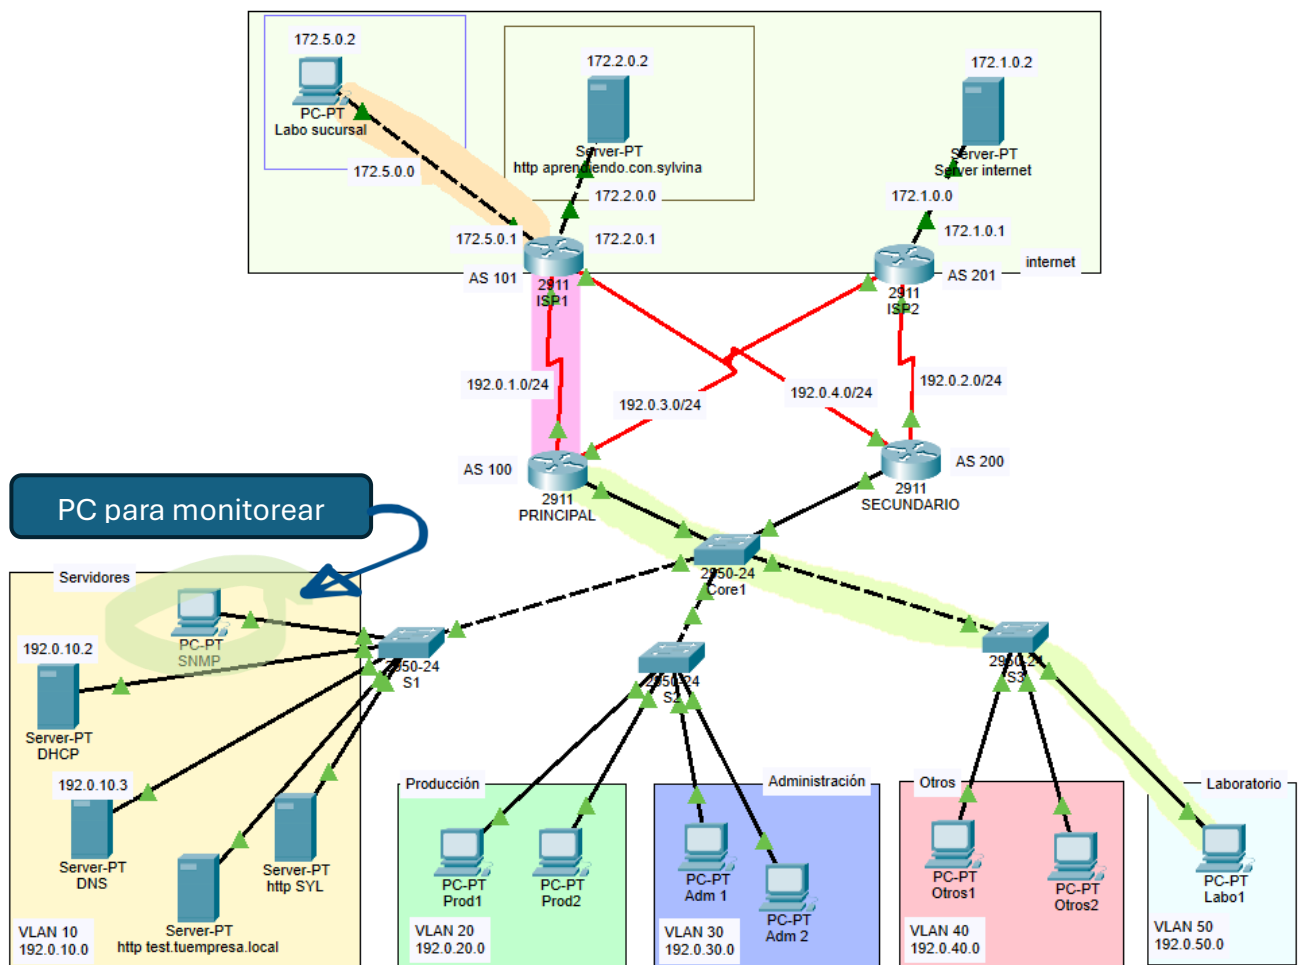 172.5.0.2
PC-PT
Labo sucursal
172.5.0.0
172.2.0.2
Server-PT
http aprendiendo.con.sylvina
172.2.0.0
172.1.0.2
Server-PT
Server internet
172.1.0.0
172.5.0.1
172.2.0.1
172.1.0.1
internet
AS 101
2911
ISP1
2911
ISP2
AS 201
192.0.1.0/24
192.0.3.0/24
192.0.4.0/24
192.0.2.0/24
AS 100
2911
PRINCIPAL
2911
SECUNDARIO
AS 200
PC para monitorear
2950-24
Core1
Servidores
PC-PT
SNMP
192.0.10.2
Server-PT
DHCP
2950-24
S1
192.0.10.3
Server-PT
DNS
Server-PT
http SYL
Server-PT
http test.tuempresa.local
VLAN 10
192.0.10.0
2950-24
S2
2950-24
S3
Producción
PC-PT
Prod1
PC-PT
Prod2
VLAN 20
192.0.20.0
Administración
PC-PT
Adm 1
PC-PT
Adm 2
VLAN 30
192.0.30.0
Otros
PC-PT
Otros1
PC-PT
Otros2
VLAN 40
192.0.40.0
Laboratorio
PC-PT
Labo1
VLAN 50
192.0.50.0